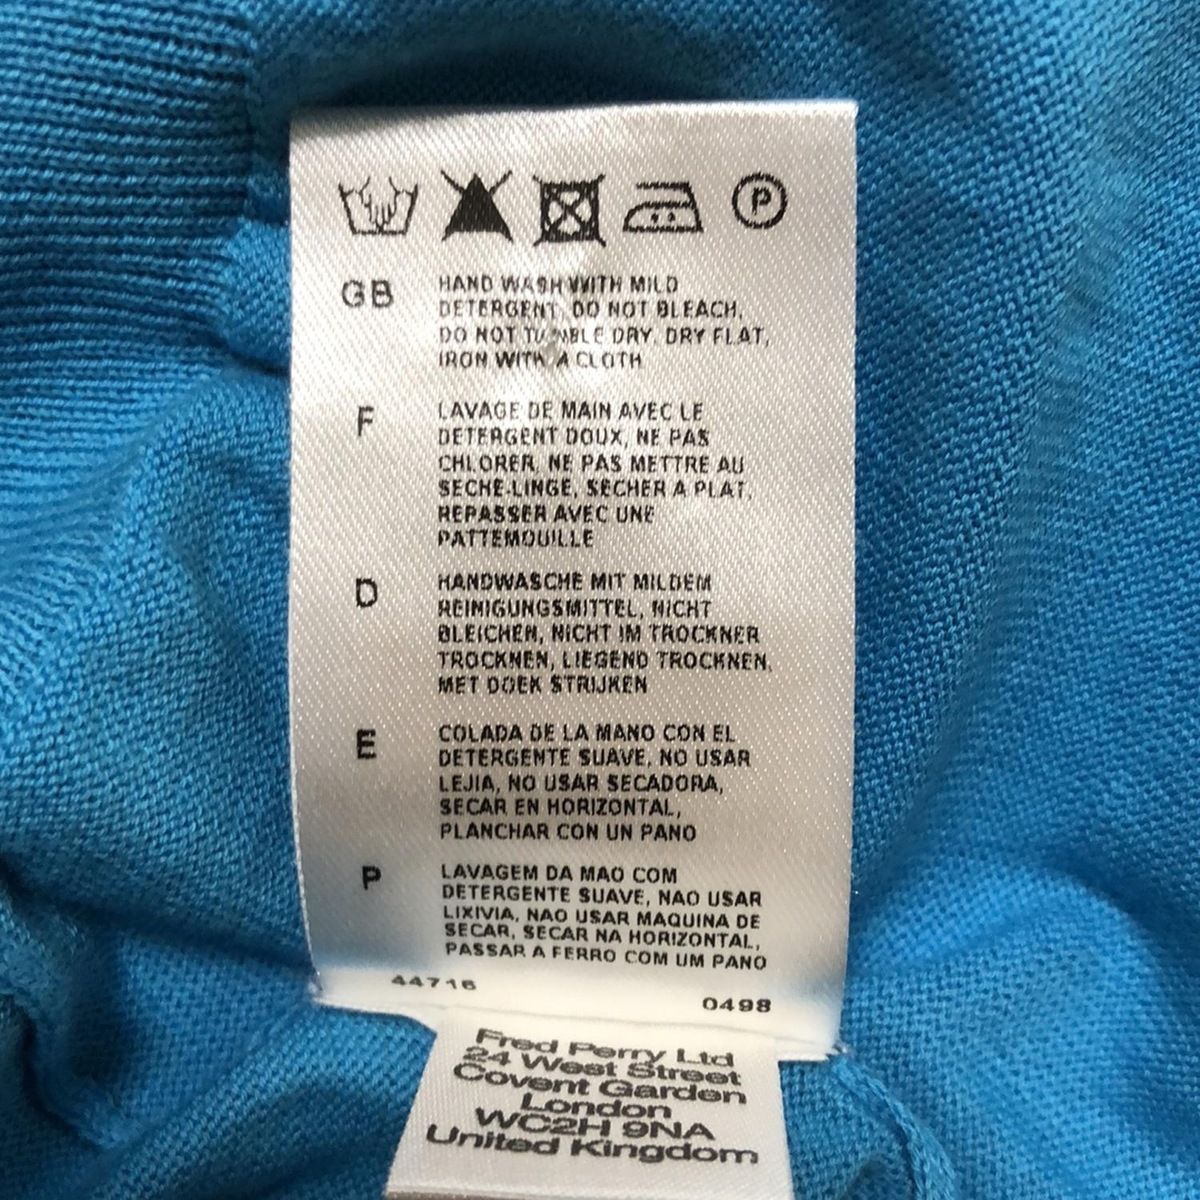 P
GB
HAND WASH WITH MILD
DETERGENT, DO NOT BLEACH,
DO NOT TUMBLE DRY, DRY FLAT,
IRON WITH A CLOTH
F
LAVAGE DE MAIN AVEC LE
DETERGENT DOUX, NE PAS
CHLORER, NE PAS METTRE AU
SECHE-LINGE, SECHER A PLAT,
REPASSER AVEC UNE
PATTEMOUILLE
D
HANDWASCHE MIT MILDEM
REINIGUNGSMITTEL, NICHT
BLEICHEN, NICHT IM TROCKNER
TROCKNEN, LIEGEND TROCKNEN,
MET DOEK STRIJKEN
E
COLADA DE LA MANO CON EL
DETERGENTE SUAVE, NO USAR
LEJIA, NO USAR SECADORA,
SECAR EN HORIZONTAL,
PLANCHAR CON UN PANO
P
LAVAGEM DA MAO COM
DETERGENTE SUAVE, NAO USAR
LIXIVIA, NAO USAR MAQUINA DE
SECAR, SECAR NA HORIZONTAL,
PASSAR A FERRO COM UM PANO
44716
0498
Fred Perry Ltd
24 West Street
Covent Garden
London
WC2H 9NA
United Kingdom